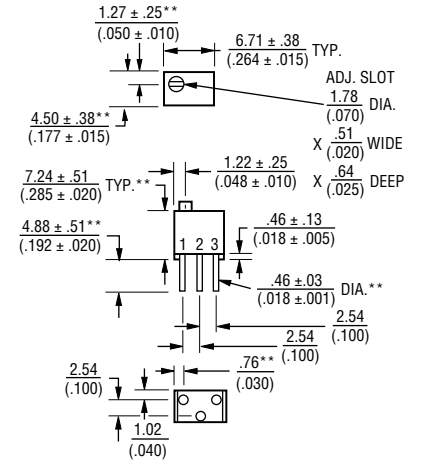 1.27 ± .25**
(.050 ± .010)
6.71 ± .38 TYP.
(.264 ± .015)
ADJ. SLOT
1.78 DIA.
(.070)
4.50 ± .38**
(.177 ± .015)
X .51 WIDE
(.020)
7.24 ± .51 TYP.**
(.285 ± .020)
1.22 ± .25
(.048 ± .010)
X .64 DEEP
(.025)
4.88 ± .51**
(.192 ± .020)
.46 ± .13
(.018 ± .005)
1 2 3
.46 ±.03 DIA.**
(.018 ±.001)
2.54
(.100)
2.54
(.100)
2.54
(.100)
.76**
(.030)
1.02
(.040)